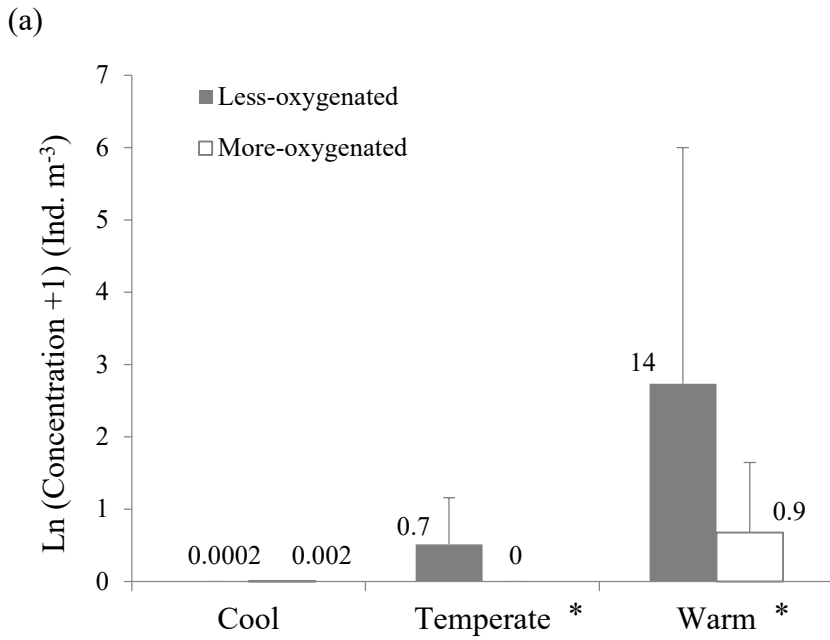 (a)
7
6
5
4
3
2
1
0
Ln (Concentration +1) (Ind. m-3)
Less-oxygenated
More-oxygenated
0.0002
0.002
0.7
0
14
0.9
Cool
Temperate *
Warm *